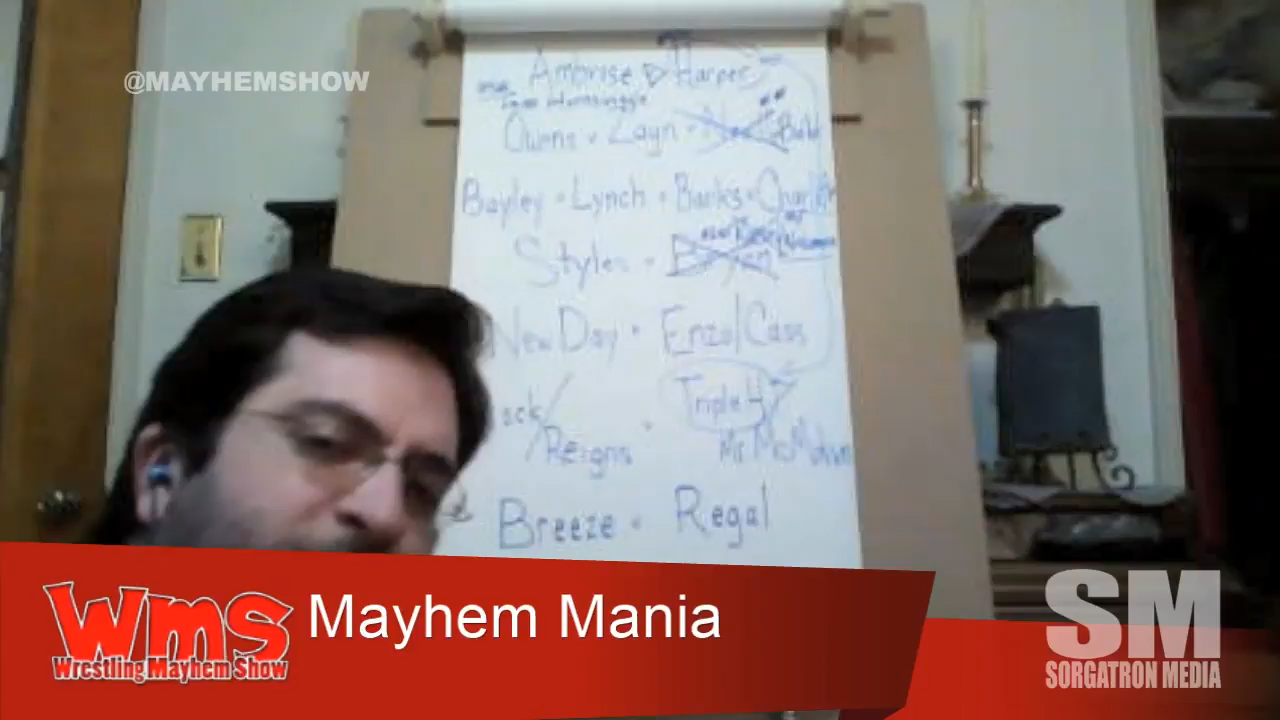 @MAYHEMSHOW
Ambrose Harper
Owens • Zayn •
Bayley • Lynch • Banks •
Styles •
New Day • Enzo/Cass
Triple H
Reigns
Mr McMahon
Breeze • Regal
Wms
Wrestling Mayhem Show
Mayhem Mania
SM
SORGATRON MEDIA